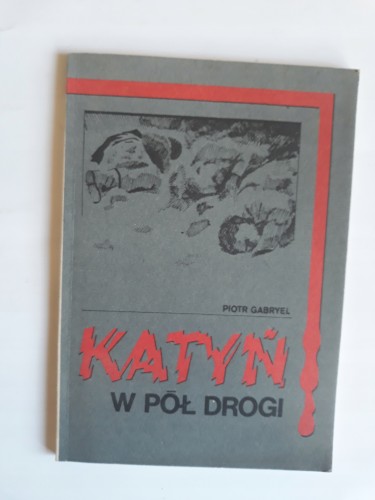 PIOTR GABRYEL
KATYŃ
W PÓŁ DROGI